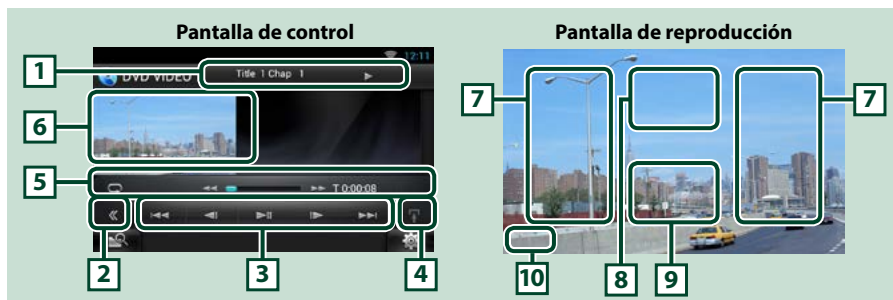 Pantalla de control
Pantalla de reproducción
12:11
1
DVD VIDEO
Title 1 Chap 1
7
7
6
8
5
T 0:00:08
2
3
4
10
8
9